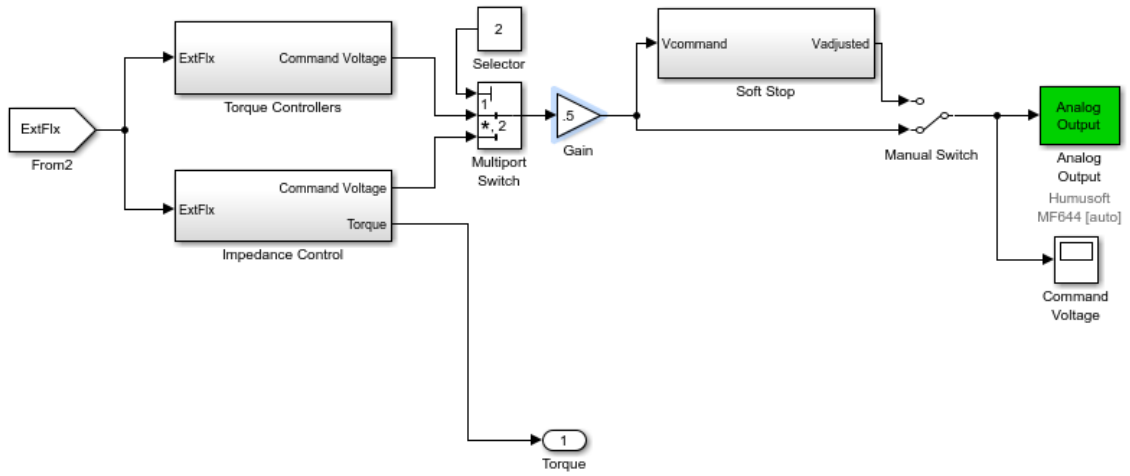 ExtFlx
From2
ExtFlx
Command Voltage
Torque Controllers
ExtFlx
Command Voltage
Torque
Impedance Control
2
Selector
1
*, 2
Multiport
Switch
.5
Gain
Vcommand
Vadjusted
Soft Stop
Manual Switch
Analog
Output
Analog
Output
Humusoft
MF644 [auto]
Command
Voltage
1
Torque